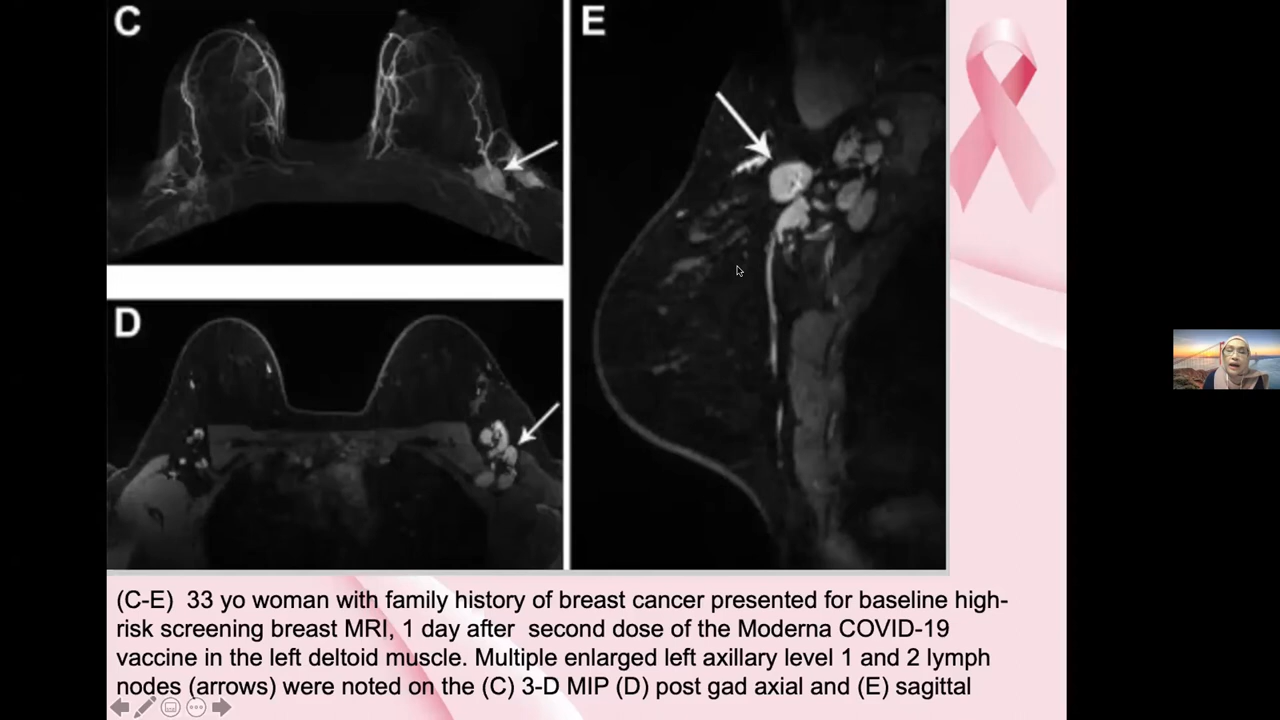 C
E
D
(C-E)  33 yo woman with family history of breast cancer presented for baseline high-
risk screening breast MRI, 1 day after  second dose of the Moderna COVID-19
vaccine in the left deltoid muscle. Multiple enlarged left axillary level 1 and 2 lymph
nodes (arrows) were noted on the (C) 3-D MIP (D) post gad axial and (E) sagittal